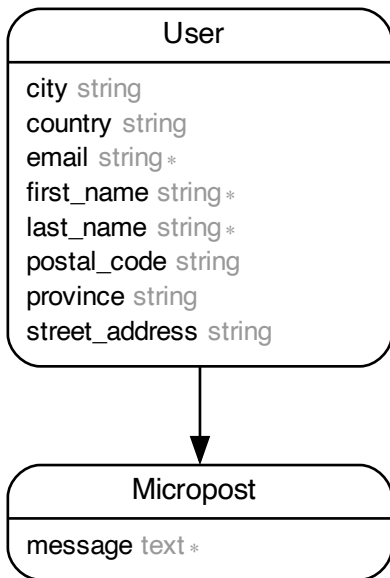 User
city string
country string
email string *
first_name string *
last_name string *
postal_code string
province string
street_address string
Micropost
message text *